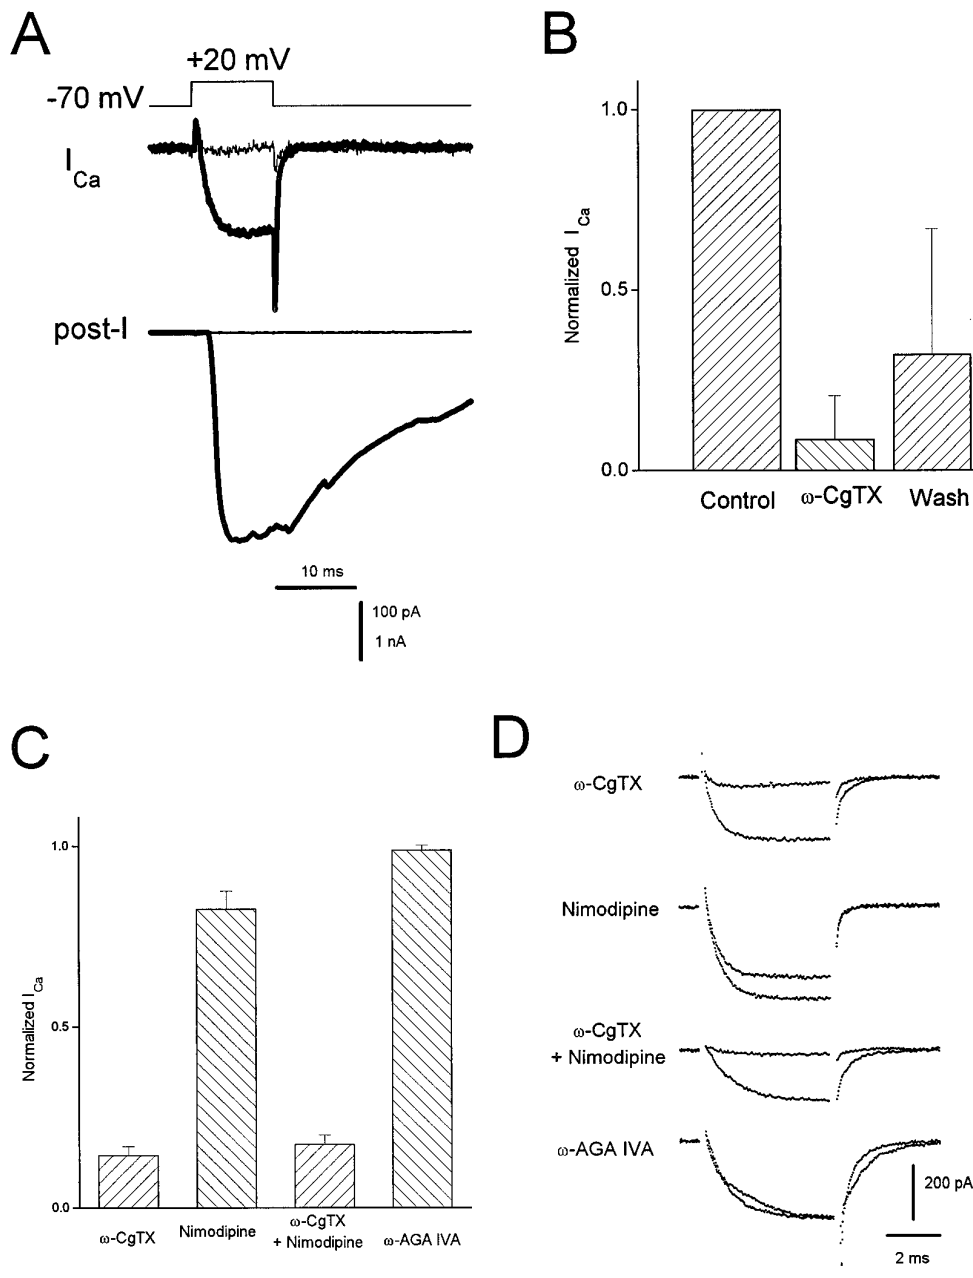 A
+20 mV
-70 mV
I Ca
post-I
10 ms
100 pA
1 nA
B
Normalized I Ca
1.0
0.5
0.0
Control
ω-CgTX
Wash
C
Normalized I Ca
1.0
0.5
0.0
ω-CgTX
Nimodipine
ω-CgTX
+ Nimodipine
ω-AGA IVA
D
ω-CgTX
Nimodipine
ω-CgTX
+ Nimodipine
ω-AGA IVA
200 pA
2 ms